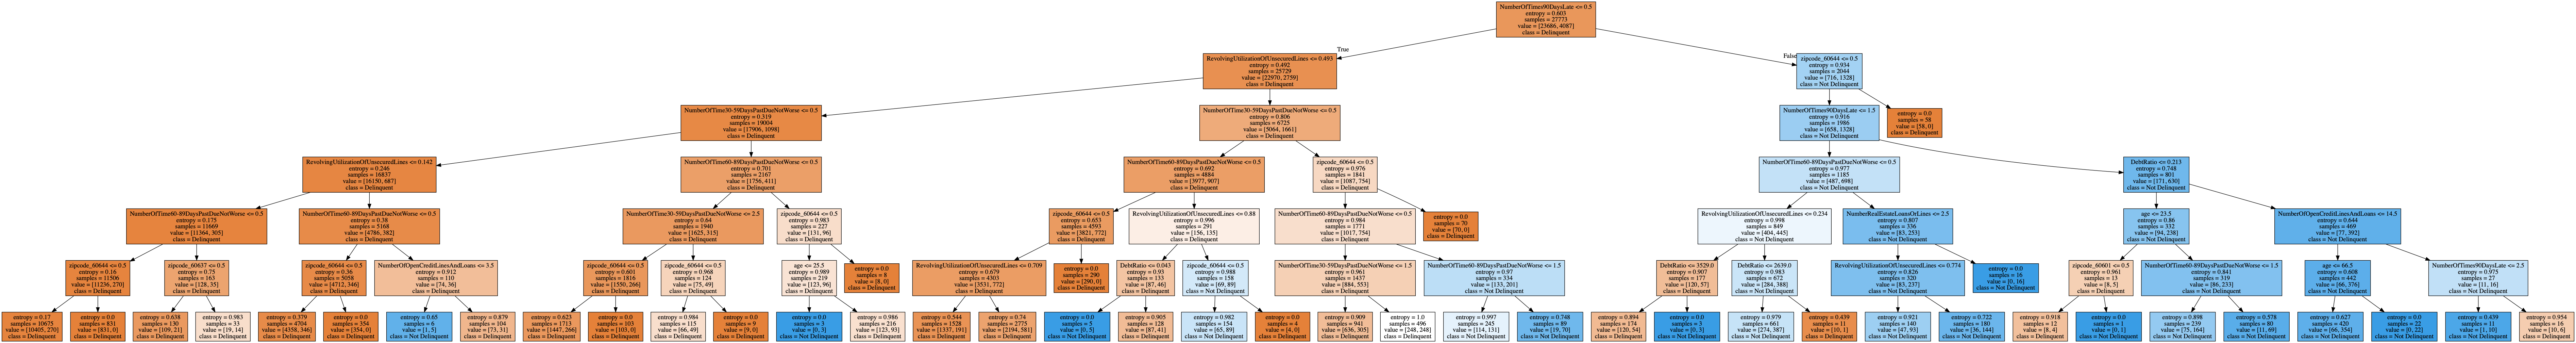 NumberOfTimes90DaysLate <= 0.5
entropy = 0.603
samples = 27773
value = [23686, 4087]
class = Delinquent
True
False
RevolvingUtilizationOfUnsecuredLines <= 0.493
entropy = 0.492
samples = 25729
value = [22970, 2759]
class = Delinquent
zipcode_60644 <= 0.5
entropy = 0.934
samples = 2044
value = [716, 1328]
class = Not Delinquent
NumberOfTime30-59DaysPastDueNotWorse <= 0.5
entropy = 0.319
samples = 19004
value = [17906, 1098]
class = Delinquent
NumberOfTime30-59DaysPastDueNotWorse <= 0.5
entropy = 0.806
samples = 6725
value = [5064, 1661]
class = Delinquent
NumberOfTimes90DaysLate <= 1.5
entropy = 0.916
samples = 1986
value = [658, 1328]
class = Not Delinquent
entropy = 0.0
samples = 58
value = [58, 0]
class = Delinquent
RevolvingUtilizationOfUnsecuredLines <= 0.142
entropy = 0.246
samples = 16837
value = [16150, 687]
class = Delinquent
NumberOfTime60-89DaysPastDueNotWorse <= 0.5
entropy = 0.701
samples = 2167
value = [1756, 411]
class = Delinquent
NumberOfTime60-89DaysPastDueNotWorse <= 0.5
entropy = 0.692
samples = 4884
value = [3977, 907]
class = Delinquent
zipcode_60644 <= 0.5
entropy = 0.976
samples = 1841
value = [1087, 754]
class = Delinquent
NumberOfTime60-89DaysPastDueNotWorse <= 0.5
entropy = 0.977
samples = 1185
value = [487, 698]
class = Not Delinquent
DebtRatio <= 0.213
entropy = 0.748
samples = 801
value = [171, 630]
class = Not Delinquent
NumberOfTime60-89DaysPastDueNotWorse <= 0.5
entropy = 0.175
samples = 11669
value = [11364, 305]
class = Delinquent
NumberOfTime60-89DaysPastDueNotWorse <= 0.5
entropy = 0.38
samples = 5168
value = [4786, 382]
class = Delinquent
NumberOfTime30-59DaysPastDueNotWorse <= 2.5
entropy = 0.64
samples = 1940
value = [1625, 315]
class = Delinquent
zipcode_60644 <= 0.5
entropy = 0.983
samples = 227
value = [131, 96]
class = Delinquent
zipcode_60644 <= 0.5
entropy = 0.653
samples = 4593
value = [3821, 772]
class = Delinquent
RevolvingUtilizationOfUnsecuredLines <= 0.88
entropy = 0.996
samples = 291
value = [156, 135]
class = Delinquent
NumberOfTime60-89DaysPastDueNotWorse <= 0.5
entropy = 0.984
samples = 1771
value = [1017, 754]
class = Delinquent
entropy = 0.0
samples = 70
value = [70, 0]
class = Delinquent
RevolvingUtilizationOfUnsecuredLines <= 0.234
entropy = 0.998
samples = 849
value = [404, 445]
class = Not Delinquent
NumberRealEstateLoansOrLines <= 2.5
entropy = 0.807
samples = 336
value = [83, 253]
class = Not Delinquent
age <= 23.5
entropy = 0.86
samples = 332
value = [94, 238]
class = Not Delinquent
NumberOfOpenCreditLinesAndLoans <= 14.5
entropy = 0.644
samples = 469
value = [77, 392]
class = Not Delinquent
zipcode_60644 <= 0.5
entropy = 0.16
samples = 11506
value = [11236, 270]
class = Delinquent
zipcode_60637 <= 0.5
entropy = 0.75
samples = 163
value = [128, 35]
class = Delinquent
zipcode_60644 <= 0.5
entropy = 0.36
samples = 5058
value = [4712, 346]
class = Delinquent
NumberOfOpenCreditLinesAndLoans <= 3.5
entropy = 0.912
samples = 110
value = [74, 36]
class = Delinquent
zipcode_60644 <= 0.5
entropy = 0.601
samples = 1816
value = [1550, 266]
class = Delinquent
zipcode_60644 <= 0.5
entropy = 0.968
samples = 124
value = [75, 49]
class = Delinquent
age <= 25.5
entropy = 0.989
samples = 219
value = [123, 96]
class = Delinquent
entropy = 0.0
samples = 8
value = [8, 0]
class = Delinquent
RevolvingUtilizationOfUnsecuredLines <= 0.709
entropy = 0.679
samples = 4303
value = [3531, 772]
class = Delinquent
entropy = 0.0
samples = 290
value = [290, 0]
class = Delinquent
DebtRatio <= 0.043
entropy = 0.93
samples = 133
value = [87, 46]
class = Delinquent
zipcode_60644 <= 0.5
entropy = 0.988
samples = 158
value = [69, 89]
class = Not Delinquent
NumberOfTime30-59DaysPastDueNotWorse <= 1.5
entropy = 0.961
samples = 1437
value = [884, 553]
class = Delinquent
NumberOfTime60-89DaysPastDueNotWorse <= 1.5
entropy = 0.97
samples = 334
value = [133, 201]
class = Not Delinquent
DebtRatio <= 3529.0
entropy = 0.907
samples = 177
value = [120, 57]
class = Delinquent
DebtRatio <= 2639.0
entropy = 0.983
samples = 672
value = [284, 388]
class = Not Delinquent
RevolvingUtilizationOfUnsecuredLines <= 0.774
entropy = 0.826
samples = 320
value = [83, 237]
class = Not Delinquent
entropy = 0.0
samples = 16
value = [0, 16]
class = Not Delinquent
zipcode_60601 <= 0.5
entropy = 0.961
samples = 13
value = [8, 5]
class = Delinquent
NumberOfTime60-89DaysPastDueNotWorse <= 1.5
entropy = 0.841
samples = 319
value = [86, 233]
class = Not Delinquent
age <= 66.5
entropy = 0.608
samples = 442
value = [66, 376]
class = Not Delinquent
NumberOfTimes90DaysLate <= 2.5
entropy = 0.975
samples = 27
value = [11, 16]
class = Not Delinquent
entropy = 0.17
samples = 10675
value = [10405, 270]
class = Delinquent
entropy = 0.0
samples = 831
value = [831, 0]
class = Delinquent
entropy = 0.638
samples = 130
value = [109, 21]
class = Delinquent
entropy = 0.983
samples = 33
value = [19, 14]
class = Delinquent
entropy = 0.379
samples = 4704
value = [4358, 346]
class = Delinquent
entropy = 0.0
samples = 354
value = [354, 0]
class = Delinquent
entropy = 0.65
samples = 6
value = [1, 5]
class = Not Delinquent
entropy = 0.879
samples = 104
value = [73, 31]
class = Delinquent
entropy = 0.623
samples = 1713
value = [1447, 266]
class = Delinquent
entropy = 0.0
samples = 103
value = [103, 0]
class = Delinquent
entropy = 0.984
samples = 115
value = [66, 49]
class = Delinquent
entropy = 0.0
samples = 9
value = [9, 0]
class = Delinquent
entropy = 0.0
samples = 3
value = [0, 3]
class = Not Delinquent
entropy = 0.986
samples = 216
value = [123, 93]
class = Delinquent
entropy = 0.544
samples = 1528
value = [1337, 191]
class = Delinquent
entropy = 0.74
samples = 2775
value = [2194, 581]
class = Delinquent
entropy = 0.0
samples = 5
value = [0, 5]
class = Not Delinquent
entropy = 0.905
samples = 128
value = [87, 41]
class = Delinquent
entropy = 0.982
samples = 154
value = [65, 89]
class = Not Delinquent
entropy = 0.0
samples = 4
value = [4, 0]
class = Delinquent
entropy = 0.909
samples = 941
value = [636, 305]
class = Delinquent
entropy = 1.0
samples = 496
value = [248, 248]
class = Delinquent
entropy = 0.997
samples = 245
value = [114, 131]
class = Not Delinquent
entropy = 0.748
samples = 89
value = [19, 70]
class = Not Delinquent
entropy = 0.894
samples = 174
value = [120, 54]
class = Delinquent
entropy = 0.0
samples = 3
value = [0, 3]
class = Not Delinquent
entropy = 0.979
samples = 661
value = [274, 387]
class = Not Delinquent
entropy = 0.439
samples = 11
value = [10, 1]
class = Delinquent
entropy = 0.921
samples = 140
value = [47, 93]
class = Not Delinquent
entropy = 0.722
samples = 180
value = [36, 144]
class = Not Delinquent
entropy = 0.918
samples = 12
value = [8, 4]
class = Delinquent
entropy = 0.0
samples = 1
value = [0, 1]
class = Not Delinquent
entropy = 0.898
samples = 239
value = [75, 164]
class = Not Delinquent
entropy = 0.578
samples = 80
value = [11, 69]
class = Not Delinquent
entropy = 0.627
samples = 420
value = [66, 354]
class = Not Delinquent
entropy = 0.0
samples = 22
value = [0, 22]
class = Not Delinquent
entropy = 0.439
samples = 11
value = [1, 10]
class = Not Delinquent
entropy = 0.954
samples = 16
value = [10, 6]
class = Delinquent